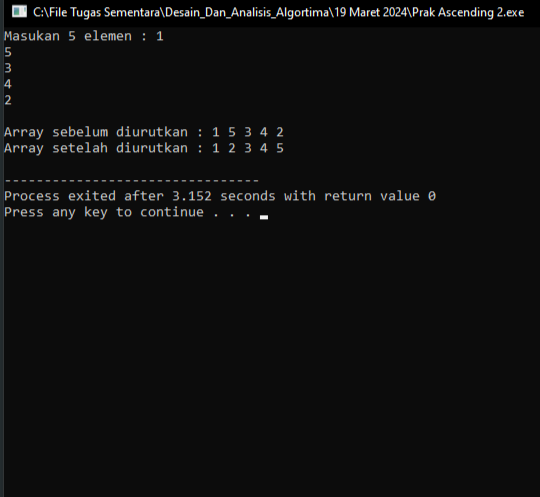 C:\File Tugas Sementara\Desain_Dan_Analisis_Algortima\19 Maret 2024\Prak Ascending 2.exe
Masukan 5 elemen : 1
5
3
4
2
Array sebelum diurutkan : 1 5 3 4 2
Array setelah diurutkan : 1 2 3 4 5
--------------------------------
Process exited after 3.152 seconds with return value 0
Press any key to continue . . .